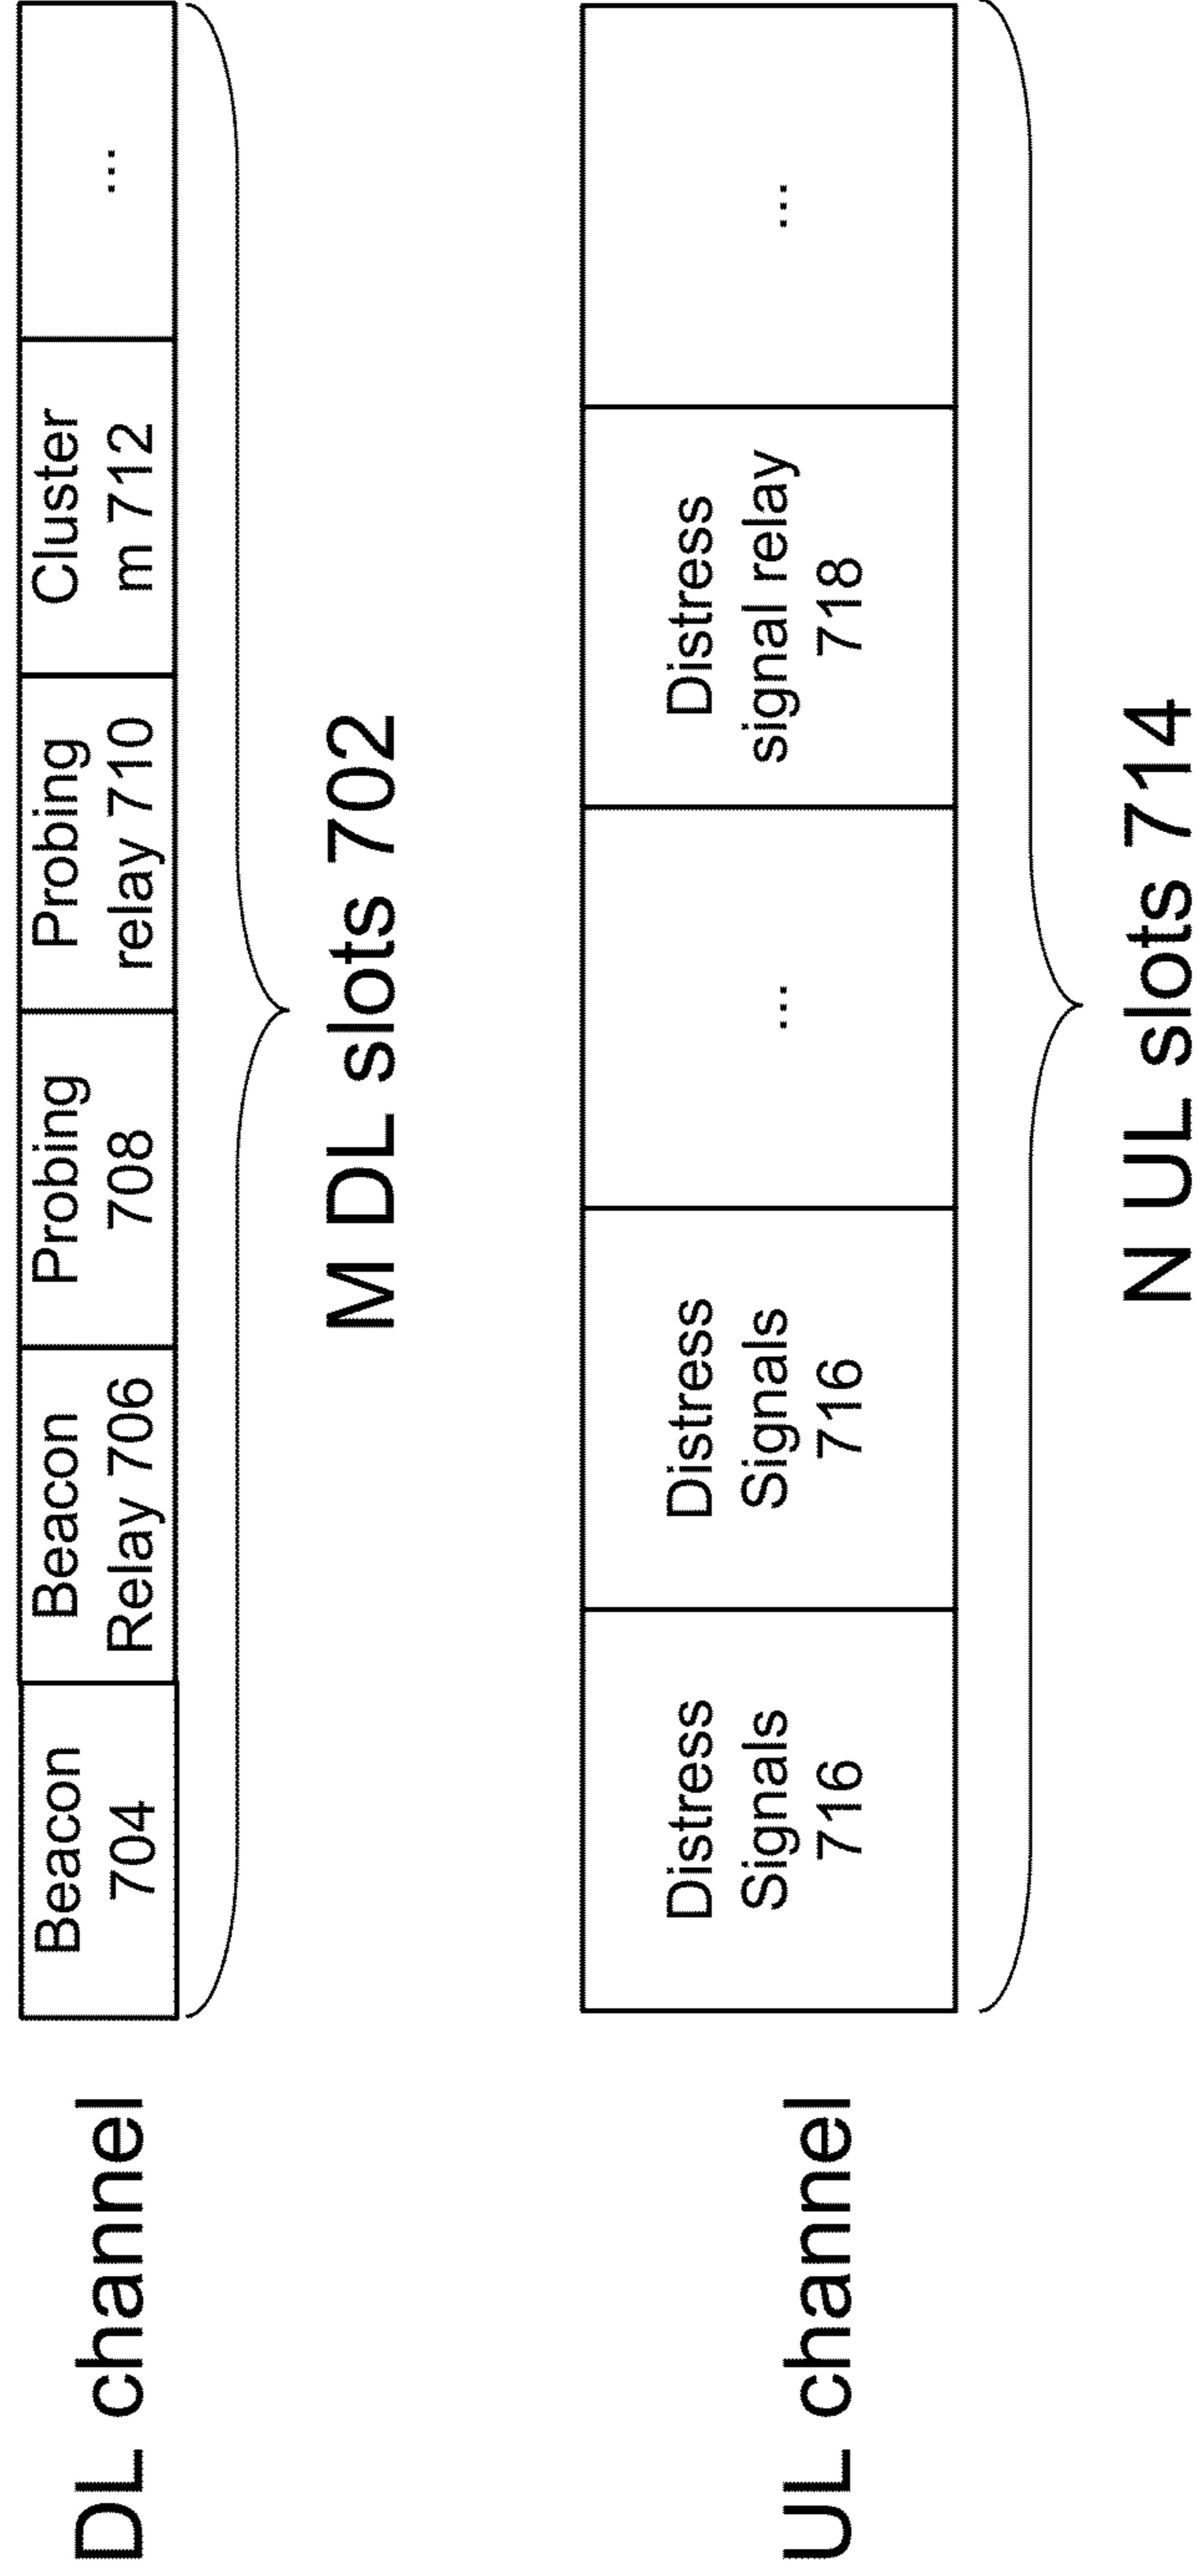 DL channel
Beacon
704
Beacon
Relay 706
Probing
708
Probing
relay 710
Cluster
m 712
...
M DL slots 702
UL channel
Distress
Signals
716
Distress
Signals
716
...
Distress
signal relay
718
...
N UL slots 714